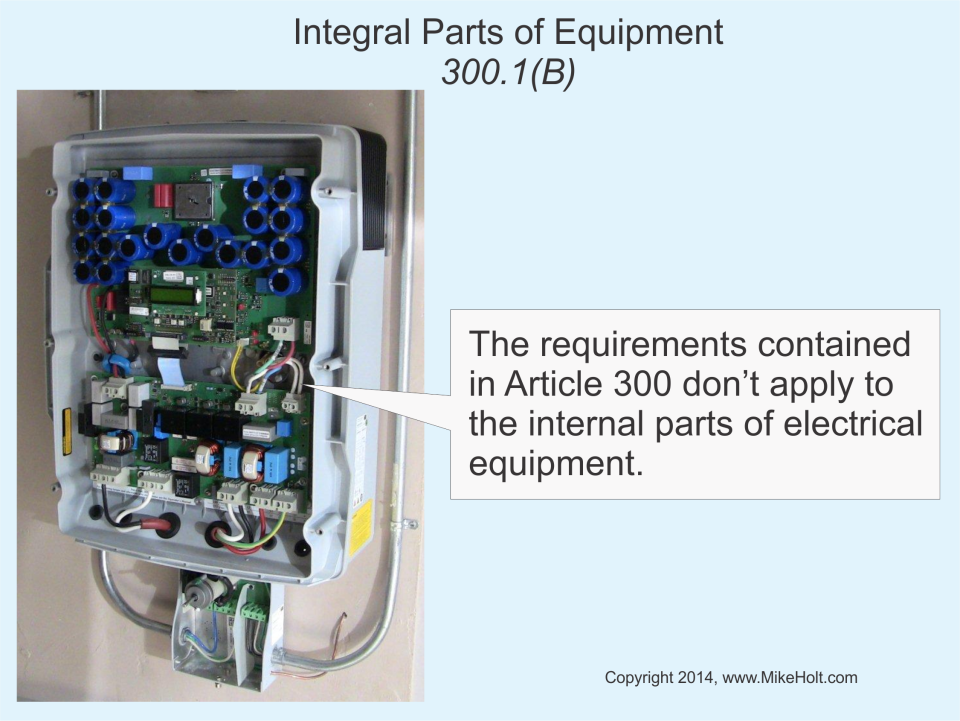 Integral Parts of Equipment
300.1(B)
The requirements contained
in Article 300 don’t apply to
the internal parts of electrical
equipment.
Copyright 2014, www.MikeHolt.com